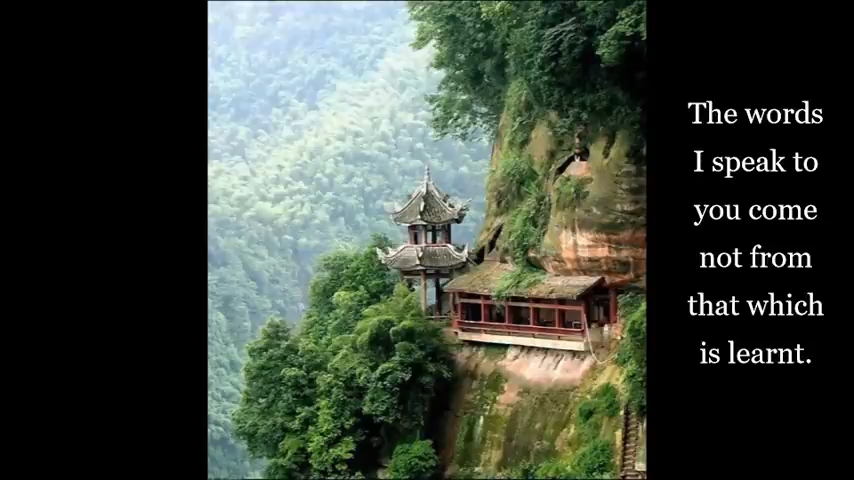 The words
I speak to
you come
not from
that which
is learnt.